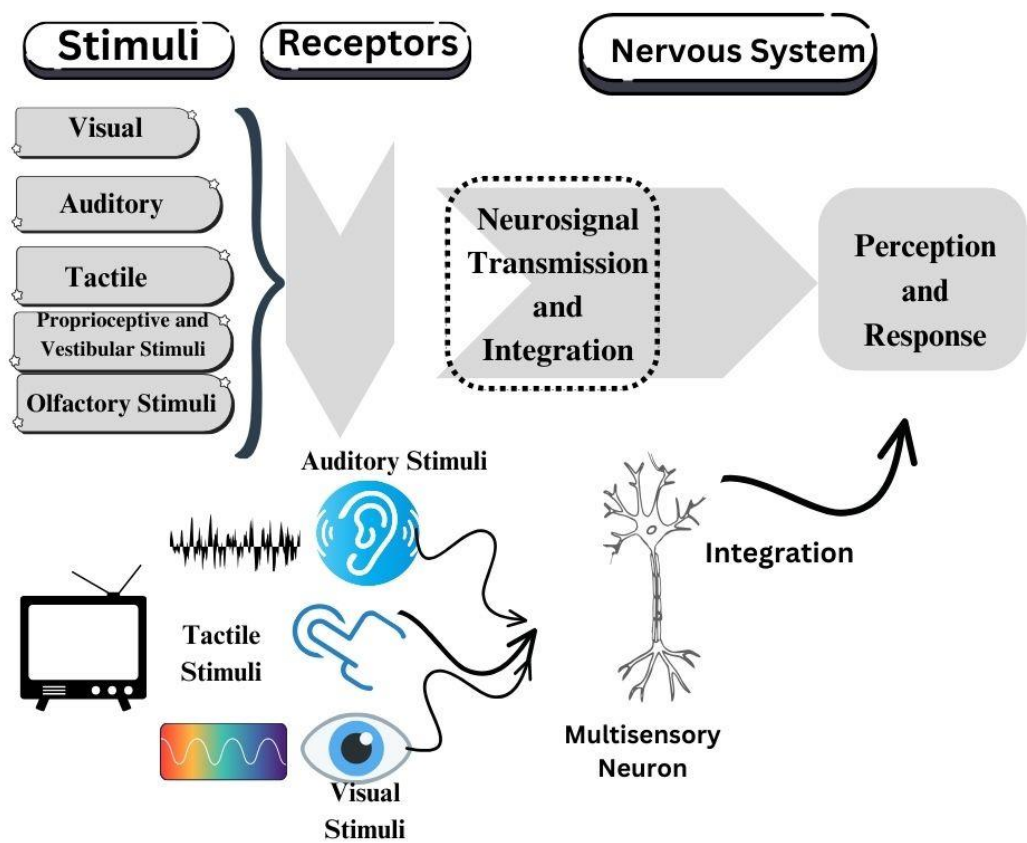 Stimuli
Receptors
Nervous System
Visual
Auditory
Tactile
Proprioceptive and
Vestibular Stimuli
Olfactory Stimuli
Neurosignal
Transmission
and
Integration
Perception
and
Response
Auditory Stimuli
Tactile
Stimuli
Visual
Stimuli
Integration
Multisensory
Neuron